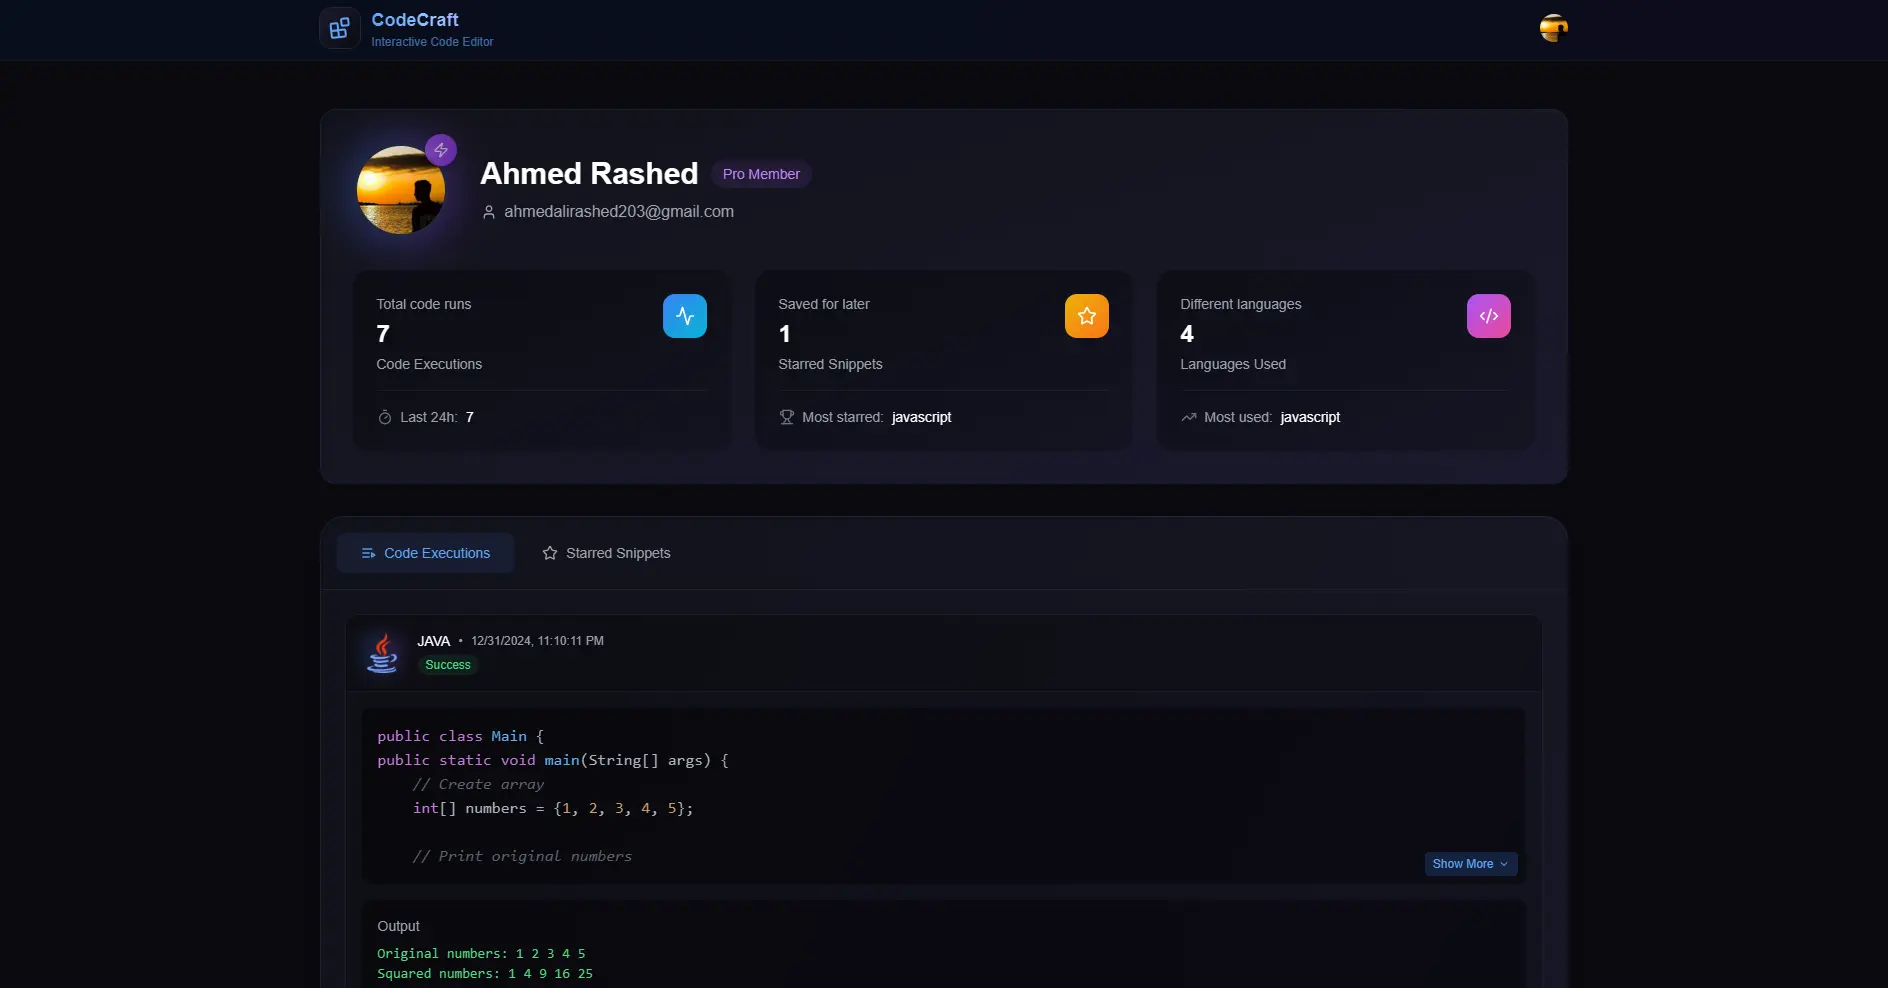 CodeCraft
Interactive Code Editor
Ahmed Rashed Pro Member
ahmedalirashed203@gmail.com
Total code runs
7
Code Executions
Last 24h: 7
Saved for later
1
Starred Snippets
Most starred: javascript
Different languages
4
Languages Used
Most used: javascript
Code Executions Starred Snippets
JAVA • 12/31/2024, 11:10:11 PM
Success
public class Main {
public static void main(String[] args) {
// Create array
int[] numbers = {1, 2, 3, 4, 5};
// Print original numbers
Show More
Output
Original numbers: 1 2 3 4 5
Squared numbers: 1 4 9 16 25